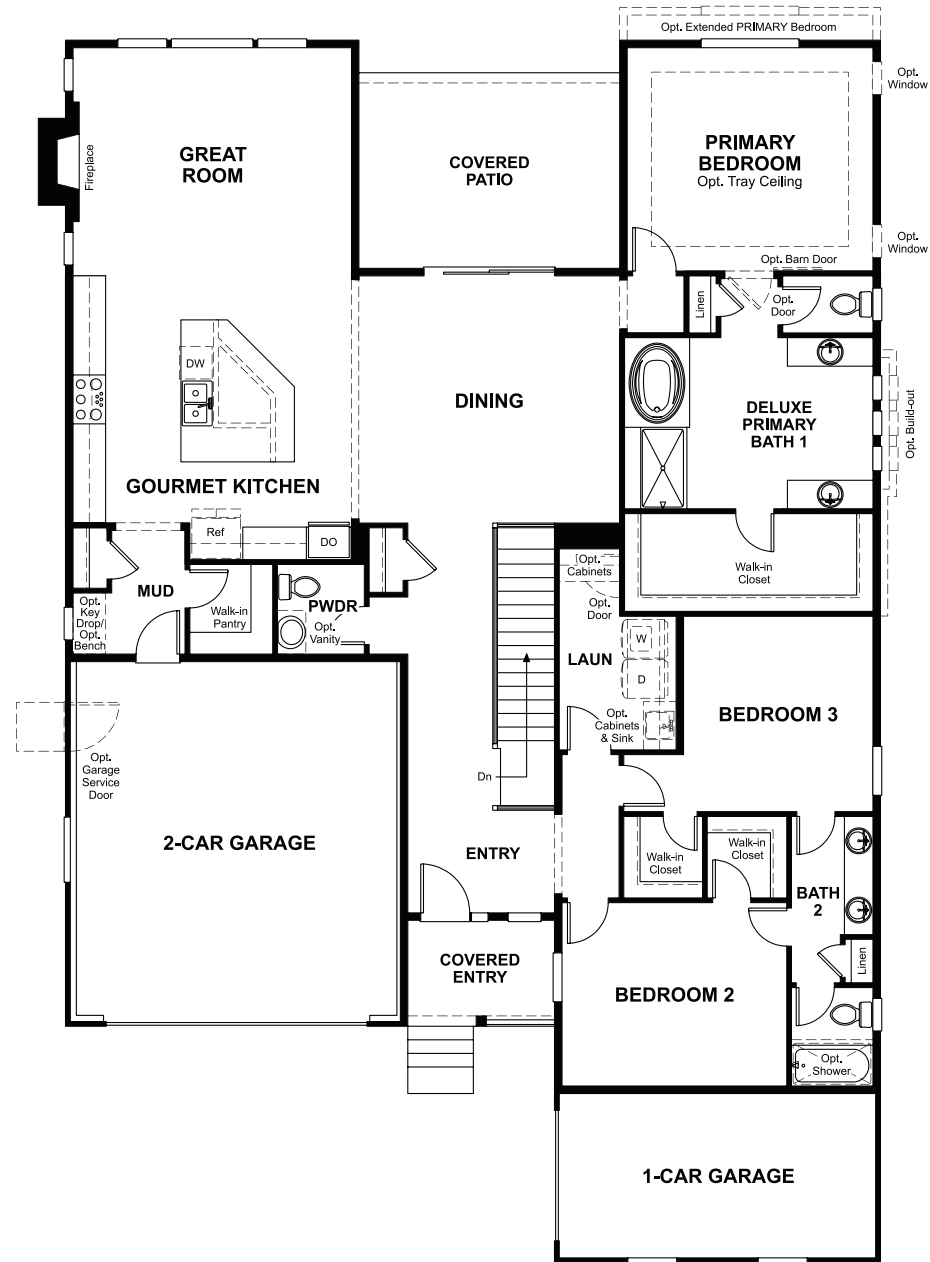 Opt. Extended PRIMARY Bedroom
Opt.
Window
GREAT
ROOM
Fireplace
COVERED
PATIO
PRIMARY
BEDROOM
Opt. Tray Ceiling
Opt.
Window
Opt. Barn Door
Linen
Opt.
Door
DW
DINING
DELUXE
PRIMARY
BATH 1
Opt. Build-out
GOURMET KITCHEN
Ref
DO
MUD
Opt.
Key
Drop/
Opt.
Bench
Walk-in
Pantry
PWDR
Opt.
Vanity
Opt.
Cabinets
Opt.
Door
Walk-in
Closet
W
LAUN
D
Opt.
Cabinets
& Sink
BEDROOM 3
Opt.
Garage
Service
Door
Dn
2-CAR GARAGE
ENTRY
Walk-in
Closet
Walk-in
Closet
BATH
2
COVERED
ENTRY
Linen
BEDROOM 2
Opt.
Shower
1-CAR GARAGE